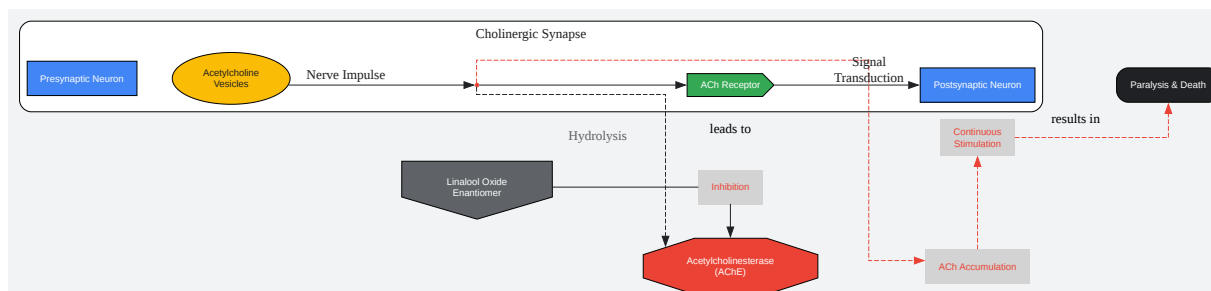 Cholinergic Synapse
Presynaptic Neuron
Acetylcholine
Vesicles
Nerve Impulse
ACh Receptor
Signal
Transduction
Postsynaptic Neuron
Paralysis & Death
Hydrolysis
leads to
Continuous
Stimulation
results in
Linalool Oxide
Enantiomer
Inhibition
Acetylcholinesterase
(AChE)
ACh Accumulation